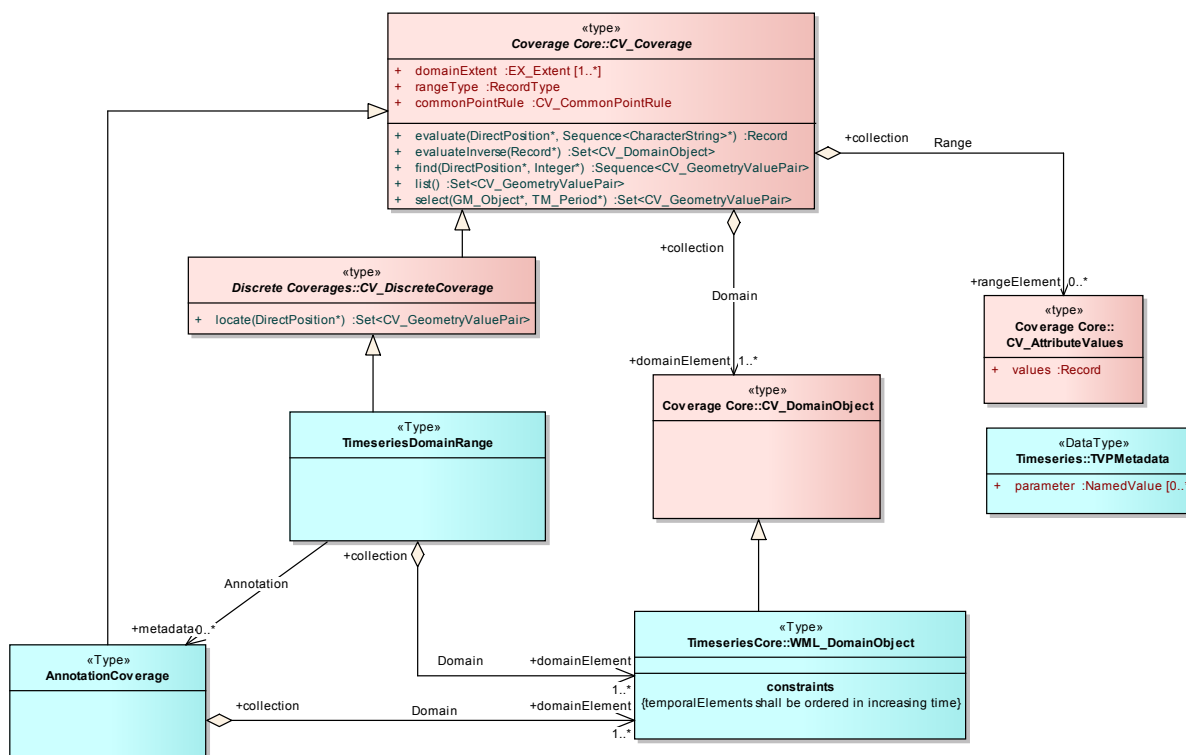 «type»
Coverage Core::CV_Coverage
+ domainExtent :EX_Extent [1..*]
+ rangeType :RecordType
+ commonPointRule :CV_CommonPointRule
+ evaluate(DirectPosition*, Sequence<CharacterString>*) :Record
+ evaluateInverse(Record*) :Set<CV_DomainObject>
+ find(DirectPosition*, Integer*) :Sequence<CV_GeometryValuePair>
+ list() :Set<CV_GeometryValuePair>
+ select(GM_Object*, TM_Period*) :Set<CV_GeometryValuePair>
+collection
Range
+collection
Domain
«type»
Discrete Coverages::CV_DiscreteCoverage
+ locate(DirectPosition*) :Set<CV_GeometryValuePair>
+rangeElement 0..*
«type»
Coverage Core::
CV_AttributeValues
+ values :Record
+domainElement 1..*
«type»
Coverage Core::CV_DomainObject
«Type»
TimeseriesDomainRange
«DataType»
Timeseries::TVPMetadata
+ parameter :NamedValue [0..*
+collection
Annotation
+metadata 0..*
«Type»
TimeseriesCore::WML_DomainObject
constraints
{temporalElements shall be ordered in increasing time}
Domain
+domainElement
1..*
«Type»
AnnotationCoverage
+collection
Domain
+domainElement
1..*